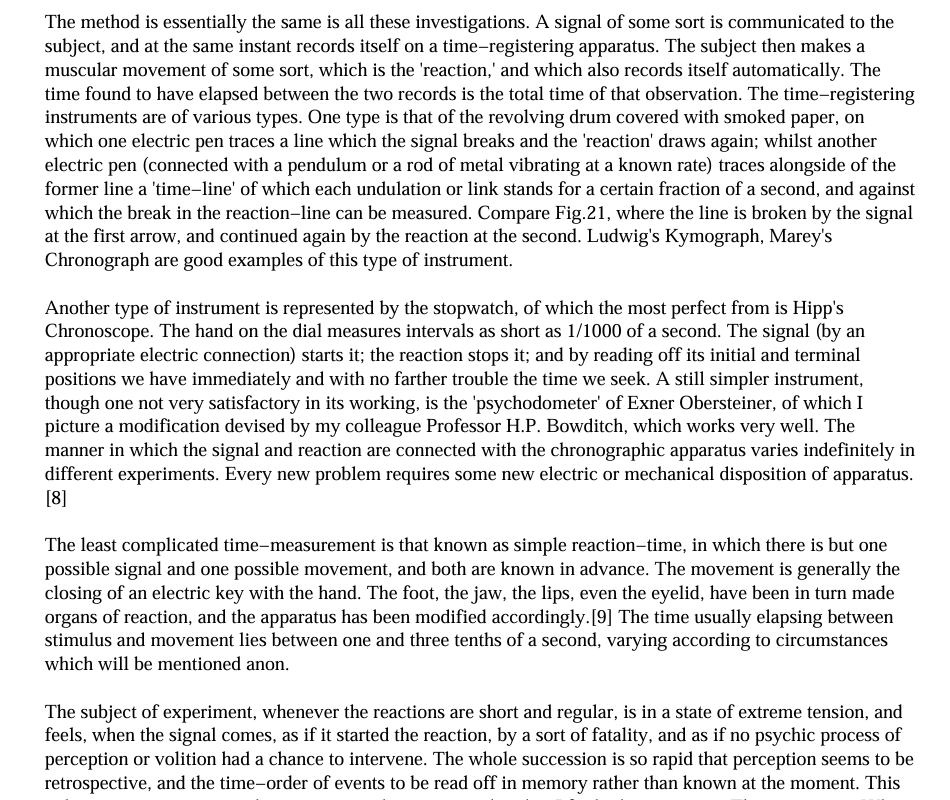 The method is essentially the same is all these investigations. A signal of some sort is communicated to the
subject, and at the same instant records itself on a time−registering apparatus. The subject then makes a
muscular movement of some sort, which is the 'reaction,' and which also records itself automatically. The
time found to have elapsed between the two records is the total time of that observation. The time−registering
instruments are of various types. One type is that of the revolving drum covered with smoked paper, on
which one electric pen traces a line which the signal breaks and the 'reaction' draws again; whilst another
electric pen (connected with a pendulum or a rod of metal vibrating at a known rate) traces alongside of the
former line a 'time−line' of which each undulation or link stands for a certain fraction of a second, and against
which the break in the reaction−line can be measured. Compare Fig.21, where the line is broken by the signal
at the first arrow, and continued again by the reaction at the second. Ludwig's Kymograph, Marey's
Chronograph are good examples of this type of instrument.
Another type of instrument is represented by the stopwatch, of which the most perfect from is Hipp's
Chronoscope. The hand on the dial measures intervals as short as 1/1000 of a second. The signal (by an
appropriate electric connection) starts it; the reaction stops it; and by reading off its initial and terminal
positions we have immediately and with no farther trouble the time we seek. A still simpler instrument,
though one not very satisfactory in its working, is the 'psychodometer' of Exner Obersteiner, of which I
picture a modification devised by my colleague Professor H.P. Bowditch, which works very well. The
manner in which the signal and reaction are connected with the chronographic apparatus varies indefinitely in
different experiments. Every new problem requires some new electric or mechanical disposition of apparatus.
[8]
The least complicated time−measurement is that known as simple reaction−time, in which there is but one
possible signal and one possible movement, and both are known in advance. The movement is generally the
closing of an electric key with the hand. The foot, the jaw, the lips, even the eyelid, have been in turn made
organs of reaction, and the apparatus has been modified accordingly.[9] The time usually elapsing between
stimulus and movement lies between one and three tenths of a second, varying according to circumstances
which will be mentioned anon.
The subject of experiment, whenever the reactions are short and regular, is in a state of extreme tension, and
feels, when the signal comes, as if it started the reaction, by a sort of fatality, and as if no psychic process of
perception or volition had a chance to intervene. The whole succession is so rapid that perception seems to be
retrospective, and the time−order of events to be read off in memory rather than known at the moment. This